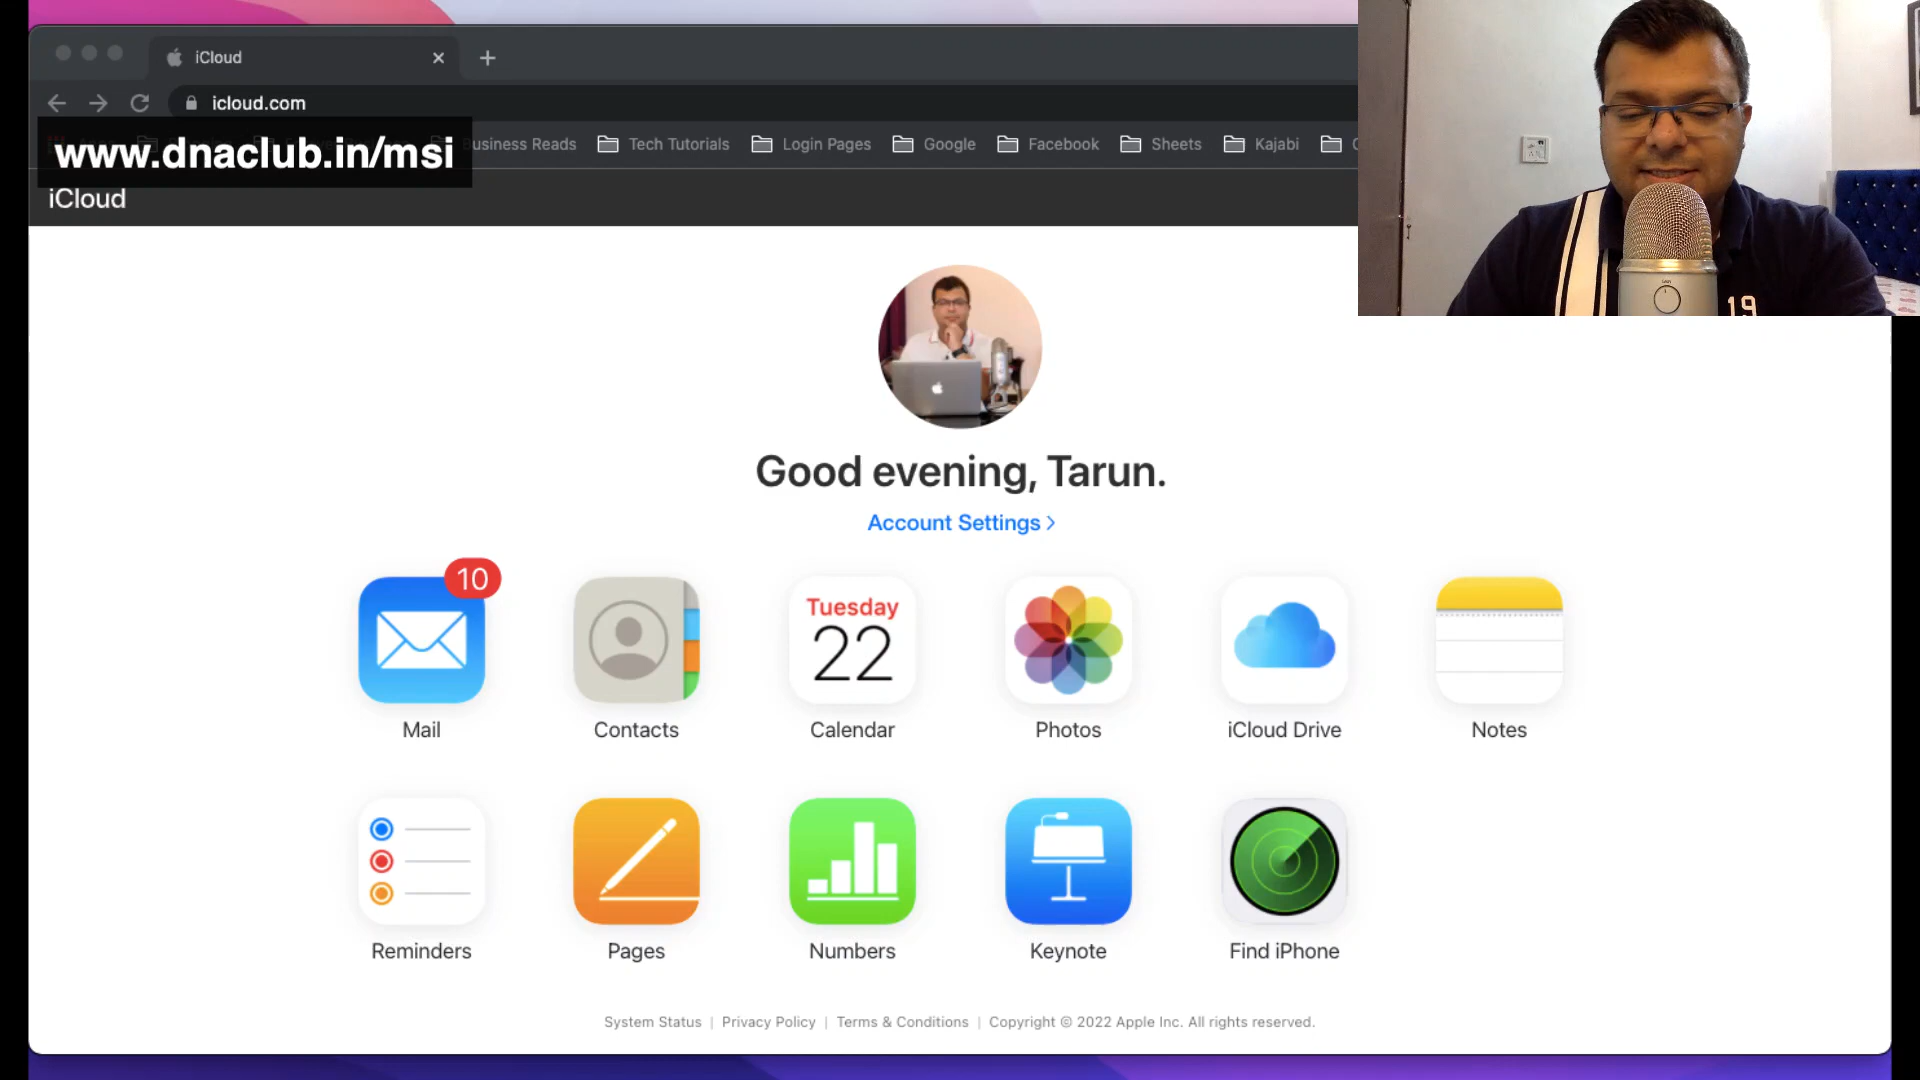 iCloud
icloud.com
www.dnaclub.in/msi
Business Reads
Tech Tutorials
Login Pages
Google
Facebook
Sheets
Kajabi
iCloud
19
Good evening, Tarun.
Account Settings >
10
Tuesday
22
Mail
Contacts
Calendar
Photos
iCloud Drive
Notes
Reminders
Pages
Numbers
Keynote
Find iPhone
System Status | Privacy Policy | Terms & Conditions | Copyright © 2022 Apple Inc. All rights reserved.